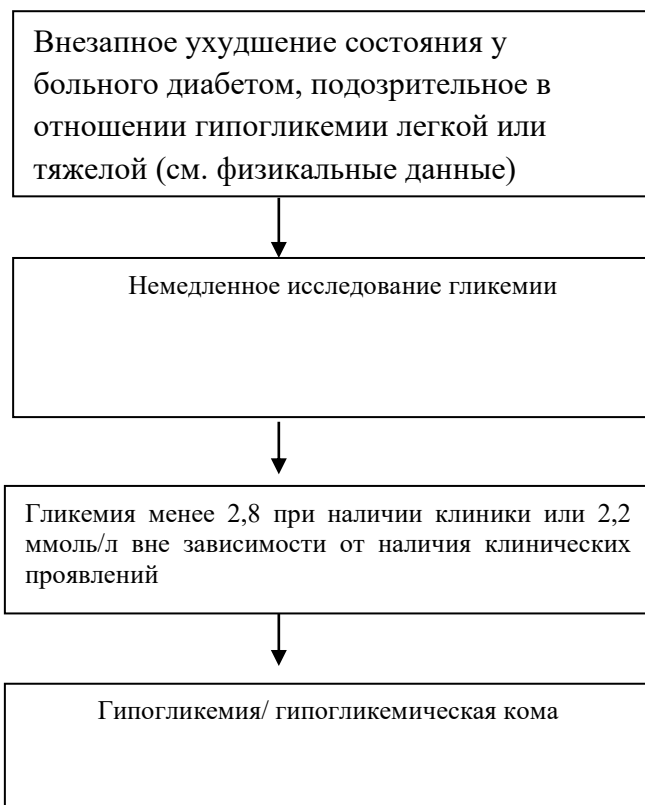 Внезапное ухудшение состояния у
больного диабетом, подозрительное в
отношении гипогликемии легкой или
тяжелой (см. физикальные данные)
Немедленное исследование гликемии
Гликемия менее 2,8 при наличии клиники или 2,2
ммоль/л вне зависимости от наличия клинических
проявлений
Гипогликемия/ гипогликемическая кома